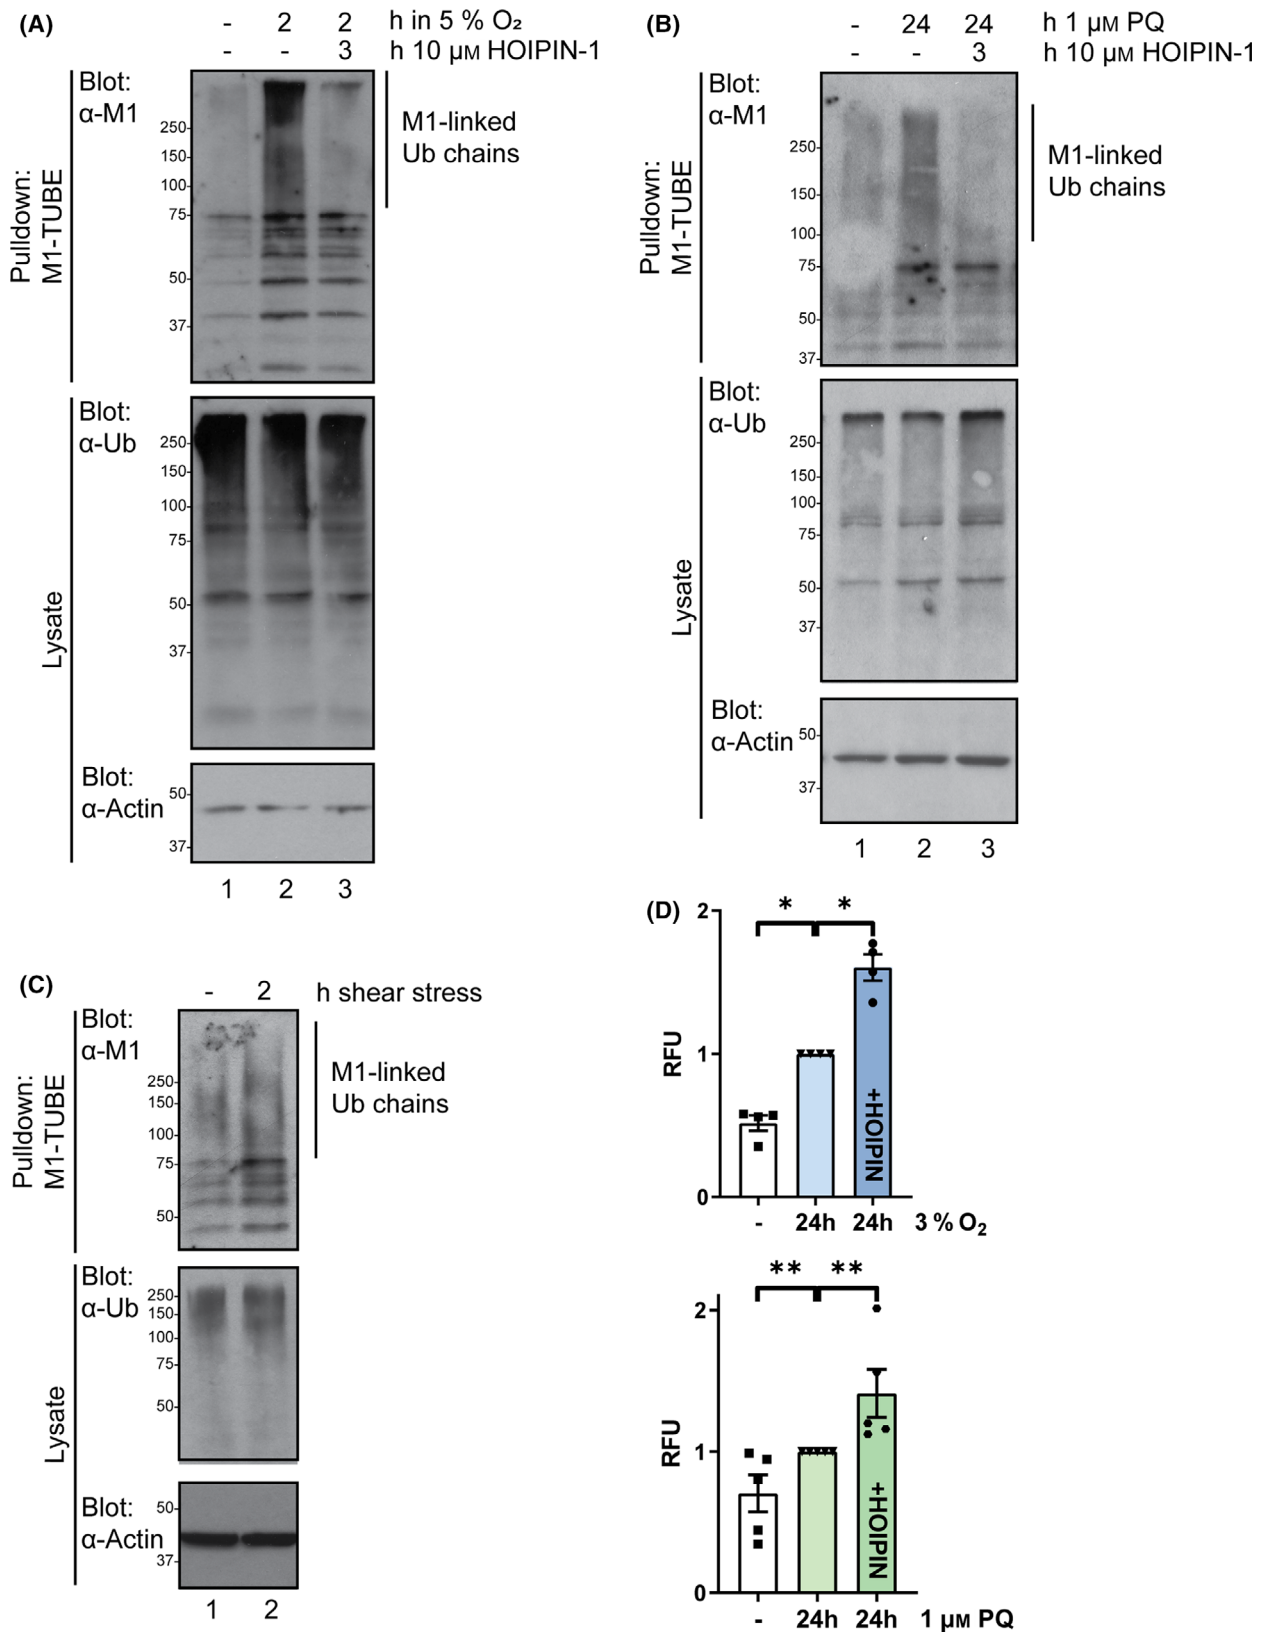 (A)
- 2 2 h in 5 % O₂
- - 3 h 10 μM HOIPIN-1
Pulldown:
M1-TUBE
Blot:
α-M1
250-
150-
100-
75-
50-
37-
M1-linked
Ub chains
Lysate
Blot:
α-Ub
250-
150-
100-
75-
50-
37-
Blot:
α-Actin
50-
37-
1 2 3
(B)
- 24 24 h 1 μM PQ
- - 3 h 10 μM HOIPIN-1
Pulldown:
M1-TUBE
Blot:
α-M1
250-
150-
100-
75-
50-
37-
M1-linked
Ub chains
Lysate
Blot:
α-Ub
250-
150-
100-
75-
50-
37-
Blot:
α-Actin
50-
37-
1 2 3
(C)
- 2 h shear stress
Pulldown:
M1-TUBE
Blot:
α-M1
250-
150-
100-
75-
50-
M1-linked
Ub chains
Lysate
Blot:
α-Ub
250-
150-
100-
75-
50-
Blot:
α-Actin
50-
37-
1 2
(D)
* *
RFU
2
1
0
+HOIPIN
- 24h 24h 3 % O₂
** **
RFU
2
1
0
+HOIPIN
- 24h 24h 1 μM PQ